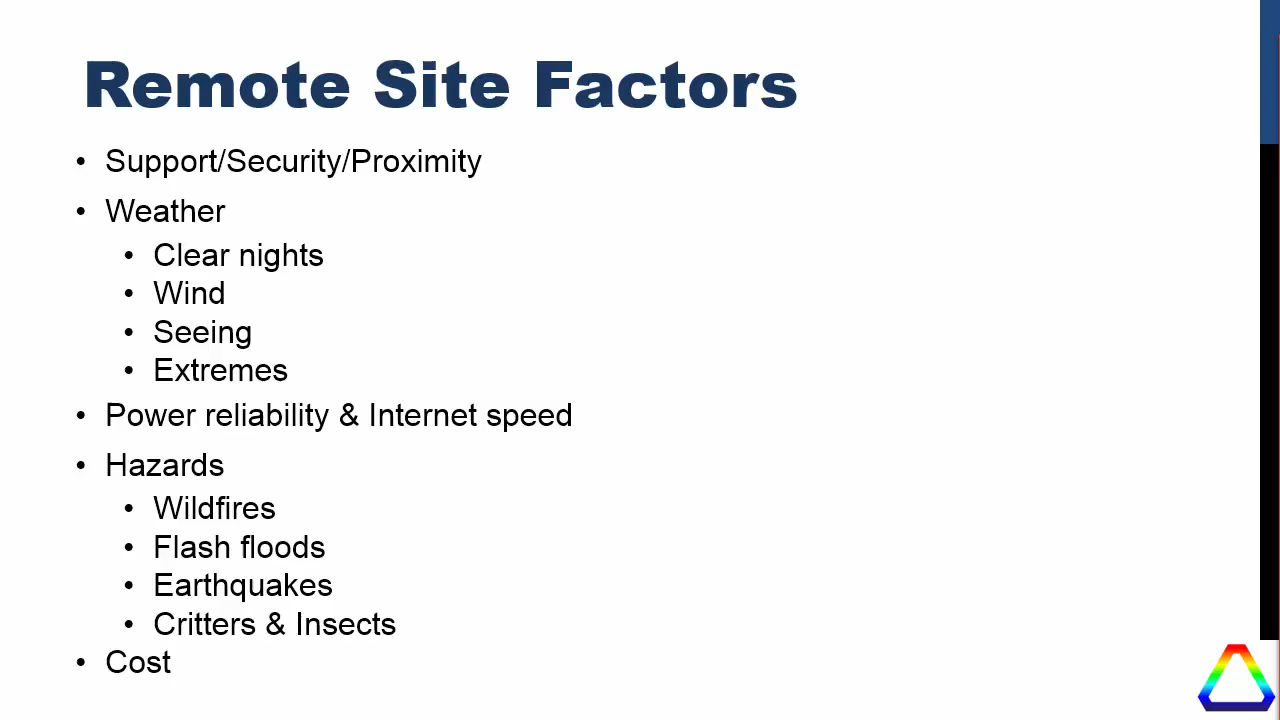 Remote Site Factors
• Support/Security/Proximity
• Weather
• Clear nights
• Wind
• Seeing
• Extremes
• Power reliability & Internet speed
• Hazards
• Wildfires
• Flash floods
• Earthquakes
• Critters & Insects
• Cost